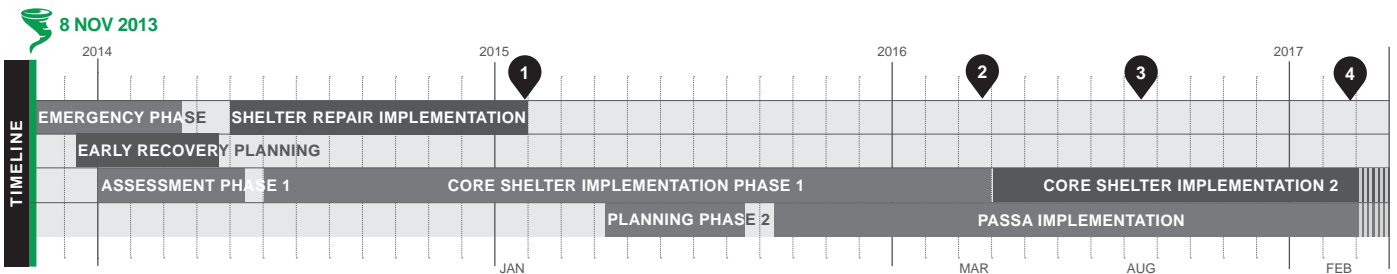 8 NOV 2013
2014 2015 2016 2017
1 2 3 4
TIMELINE
EMERGENCY PHASE SHELTER REPAIR IMPLEMENTATION
EARLY RECOVERY PLANNING
ASSESSMENT PHASE 1 CORE SHELTER IMPLEMENTATION PHASE 1 CORE SHELTER IMPLEMENTATION 2
PLANNING PHASE 2 PASSA IMPLEMENTATION
JAN MAR AUG FEB